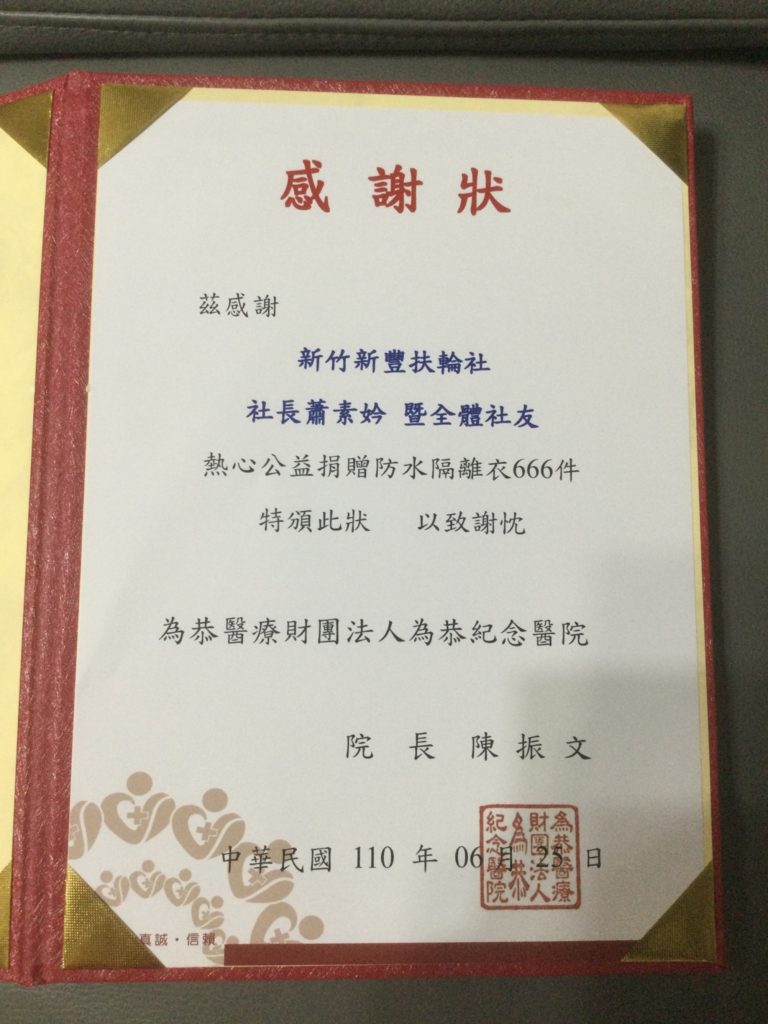 感謝狀
茲感謝
新竹新豐扶輪社
社長蕭素妗 暨全體社友
熱心公益捐贈防水隔離衣666件
特頒此狀 以致謝忱
為恭醫療財團法人為恭紀念醫院
院長 陳振文
中華民國 110 年 06 月 25 日
為恭醫療
財團法人
為恭
紀念醫院
真誠·信賴